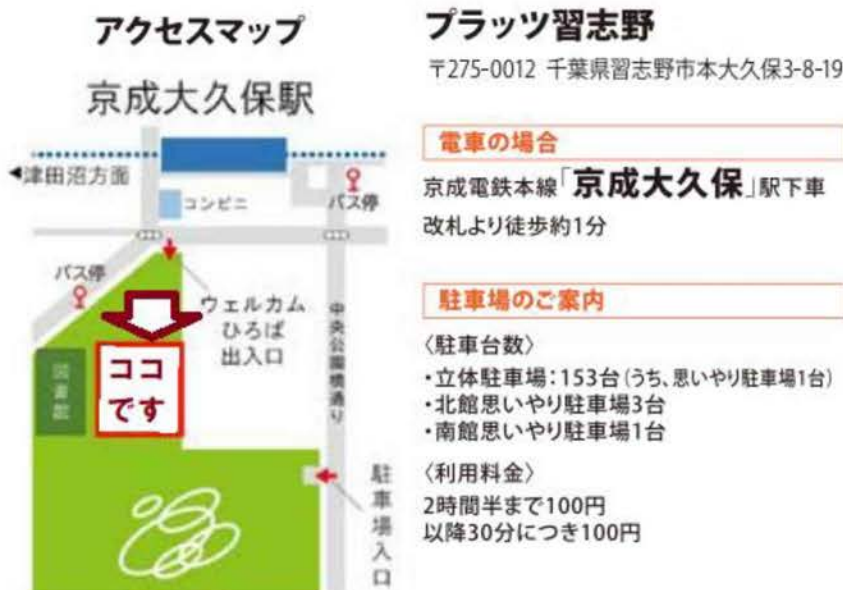 アクセスマップ
京成大久保駅
◀津田沼方面
コンビニ
バス停
バス停
ウェルカム
ひろば
出入口
中央公園横通り
図書館
ココ
です
駐車場入口
プラッツ習志野
〒275-0012 千葉県習志野市本大久保3-8-19
電車の場合
京成電鉄本線「京成大久保」駅下車
改札より徒歩約1分
駐車場のご案内
〈駐車台数〉
・立体駐車場：153台(うち、思いやり駐車場1台)
・北館思いやり駐車場3台
・南館思いやり駐車場1台
〈利用料金〉
2時間半まで100円
以降30分につき100円